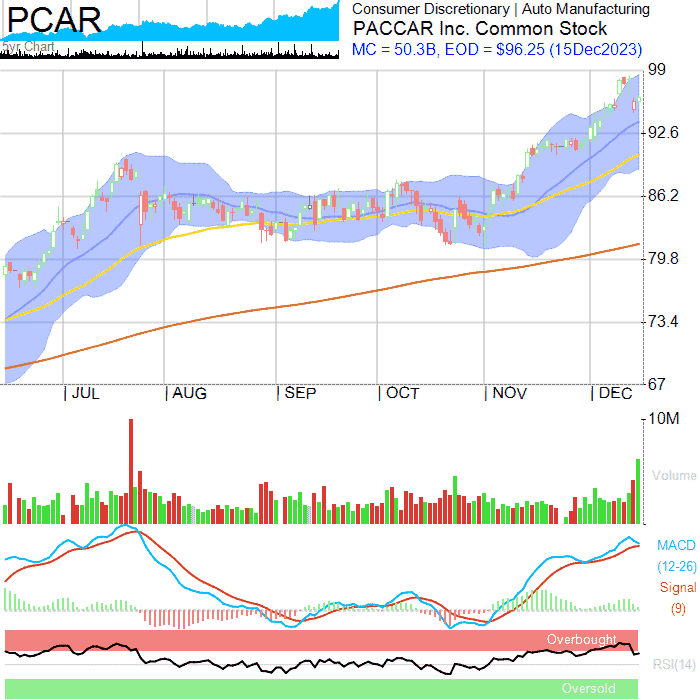 PCAR
5yr Chart
Consumer Discretionary | Auto Manufacturing
PACCAR Inc. Common Stock
MC = 50.3B, EOD = $96.25 (15Dec2023)
99
92.6
86.2
79.8
73.4
67
| JUL | AUG | SEP | OCT | NOV | DEC
10M
Volume
MACD
(12-26)
Signal
(9)
Overbought
RSI(14)
Oversold